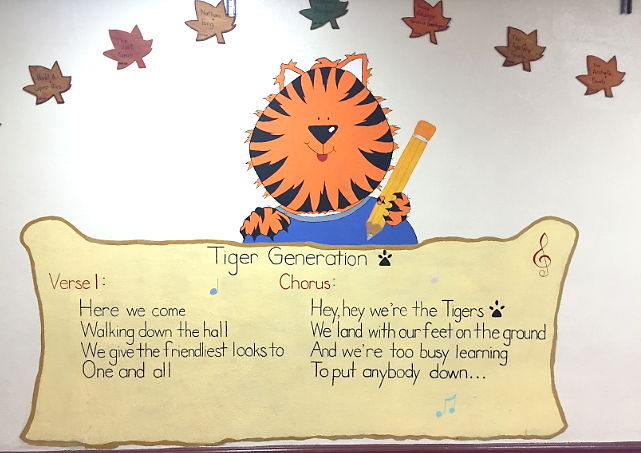 Tiger Generation
Verse 1:
Here we come
Walking down the hall
We give the friendliest looks to
One and all
Chorus:
Hey, hey we're the Tigers
We land with our feet on the ground
And we're too busy learning
To put anybody down...